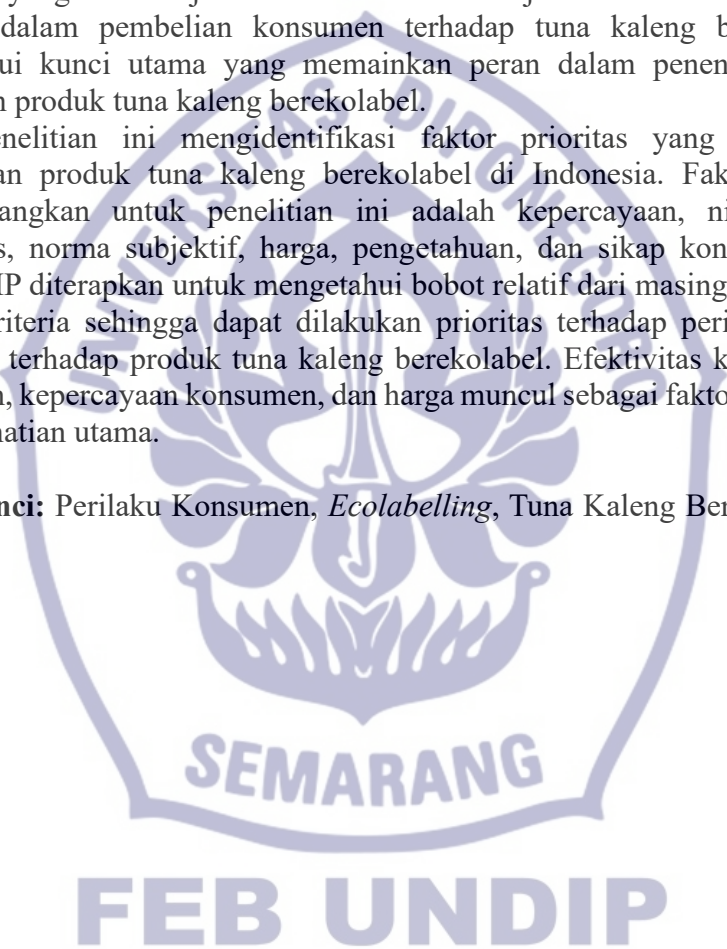 dalam pembelian konsumen terhadap tuna kaleng b
ui kunci utama yang memainkan peran dalam penen
n produk tuna kaleng berekolabel.
enelitian ini mengidentifikasi faktor prioritas yang
an produk tuna kaleng berekolabel di Indonesia. Fak
angkan untuk penelitian ini adalah kepercayaan, ni
s, norma subjektif, harga, pengetahuan, dan sikap kon
IP diterapkan untuk mengetahui bobot relatif dari masing
riteria sehingga dapat dilakukan prioritas terhadap peri
terhadap produk tuna kaleng berekolabel. Efektivitas k
n, kepercayaan konsumen, dan harga muncul sebagai fakto
hatian utama.
nci: Perilaku Konsumen, Ecolabelling, Tuna Kaleng Ber
UNIVERSITAS DIPONEGORO
SEMARANG
FEB UNDIP